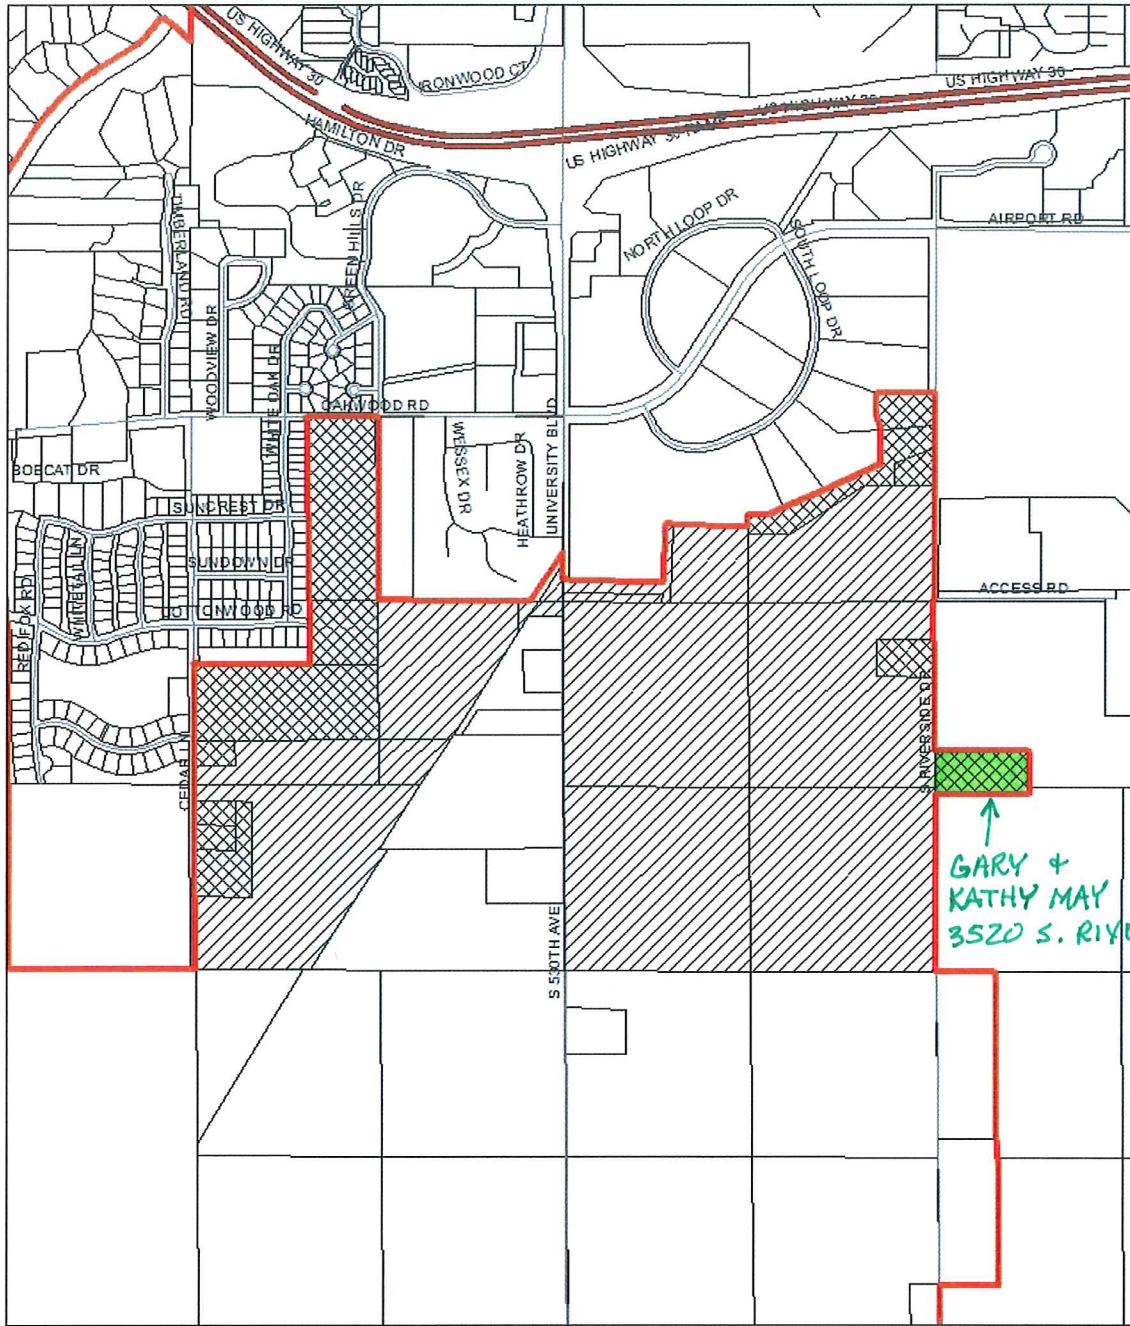 US HIGHWAY 30
IRONWOOD CT
US HIGHWAY 30
HAMILTON DR
US HIGHWAY 30
TIMBERLAND RD
GREEN HILLS DR
NORTH LOOP DR
SOUTH LOOP DR
AIRPORT RD
WOODVIEW DR
WHITE OAK DR
OAKWOOD RD
WESSEX DR
HEATHROW DR
UNIVERSITY BLVD
BOBCAT DR
SUNCREST DR
SUNDOWN DR
COTTONWOOD RD
RED FOX RD
WHITETAIL LN
ACCESS RD
S RIVERSIDE DR
CEDAR LN
S 530TH AVE
GARY &
KATHY MAY
3520 S.